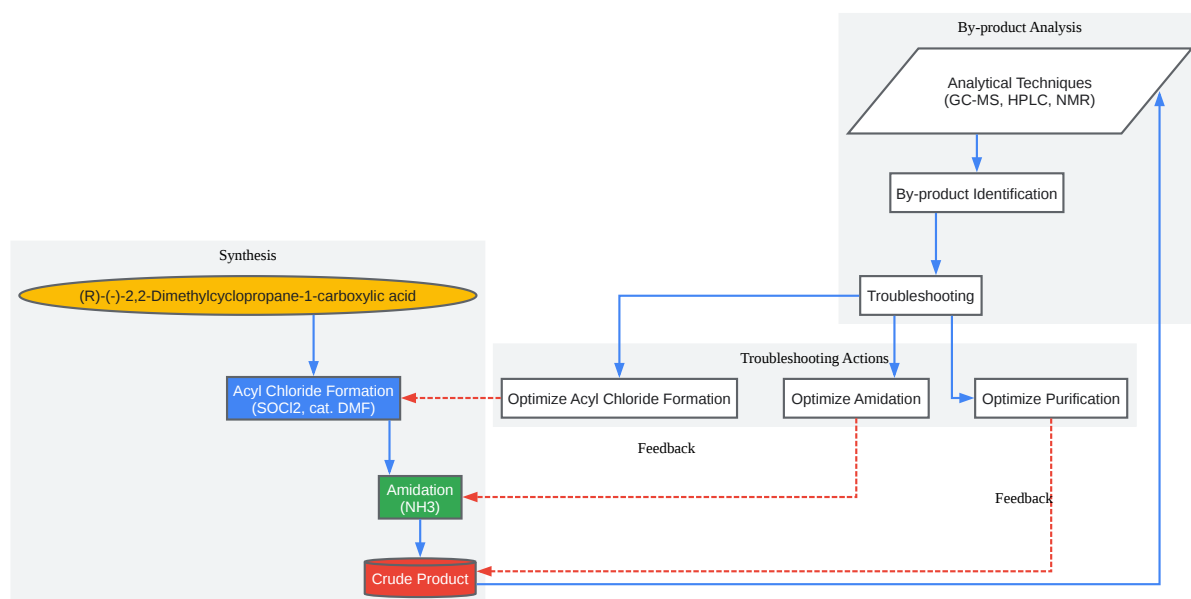 By-product Analysis
Analytical Techniques
(GC-MS, HPLC, NMR)
By-product Identification
Troubleshooting
Synthesis
(R)-(-)-2,2-Dimethylcyclopropane-1-carboxylic acid
Acyl Chloride Formation
(SOCl2, cat. DMF)
Amidation
(NH3)
Crude Product
Troubleshooting Actions
Optimize Acyl Chloride Formation
Optimize Amidation
Optimize Purification
Feedback
Feedback